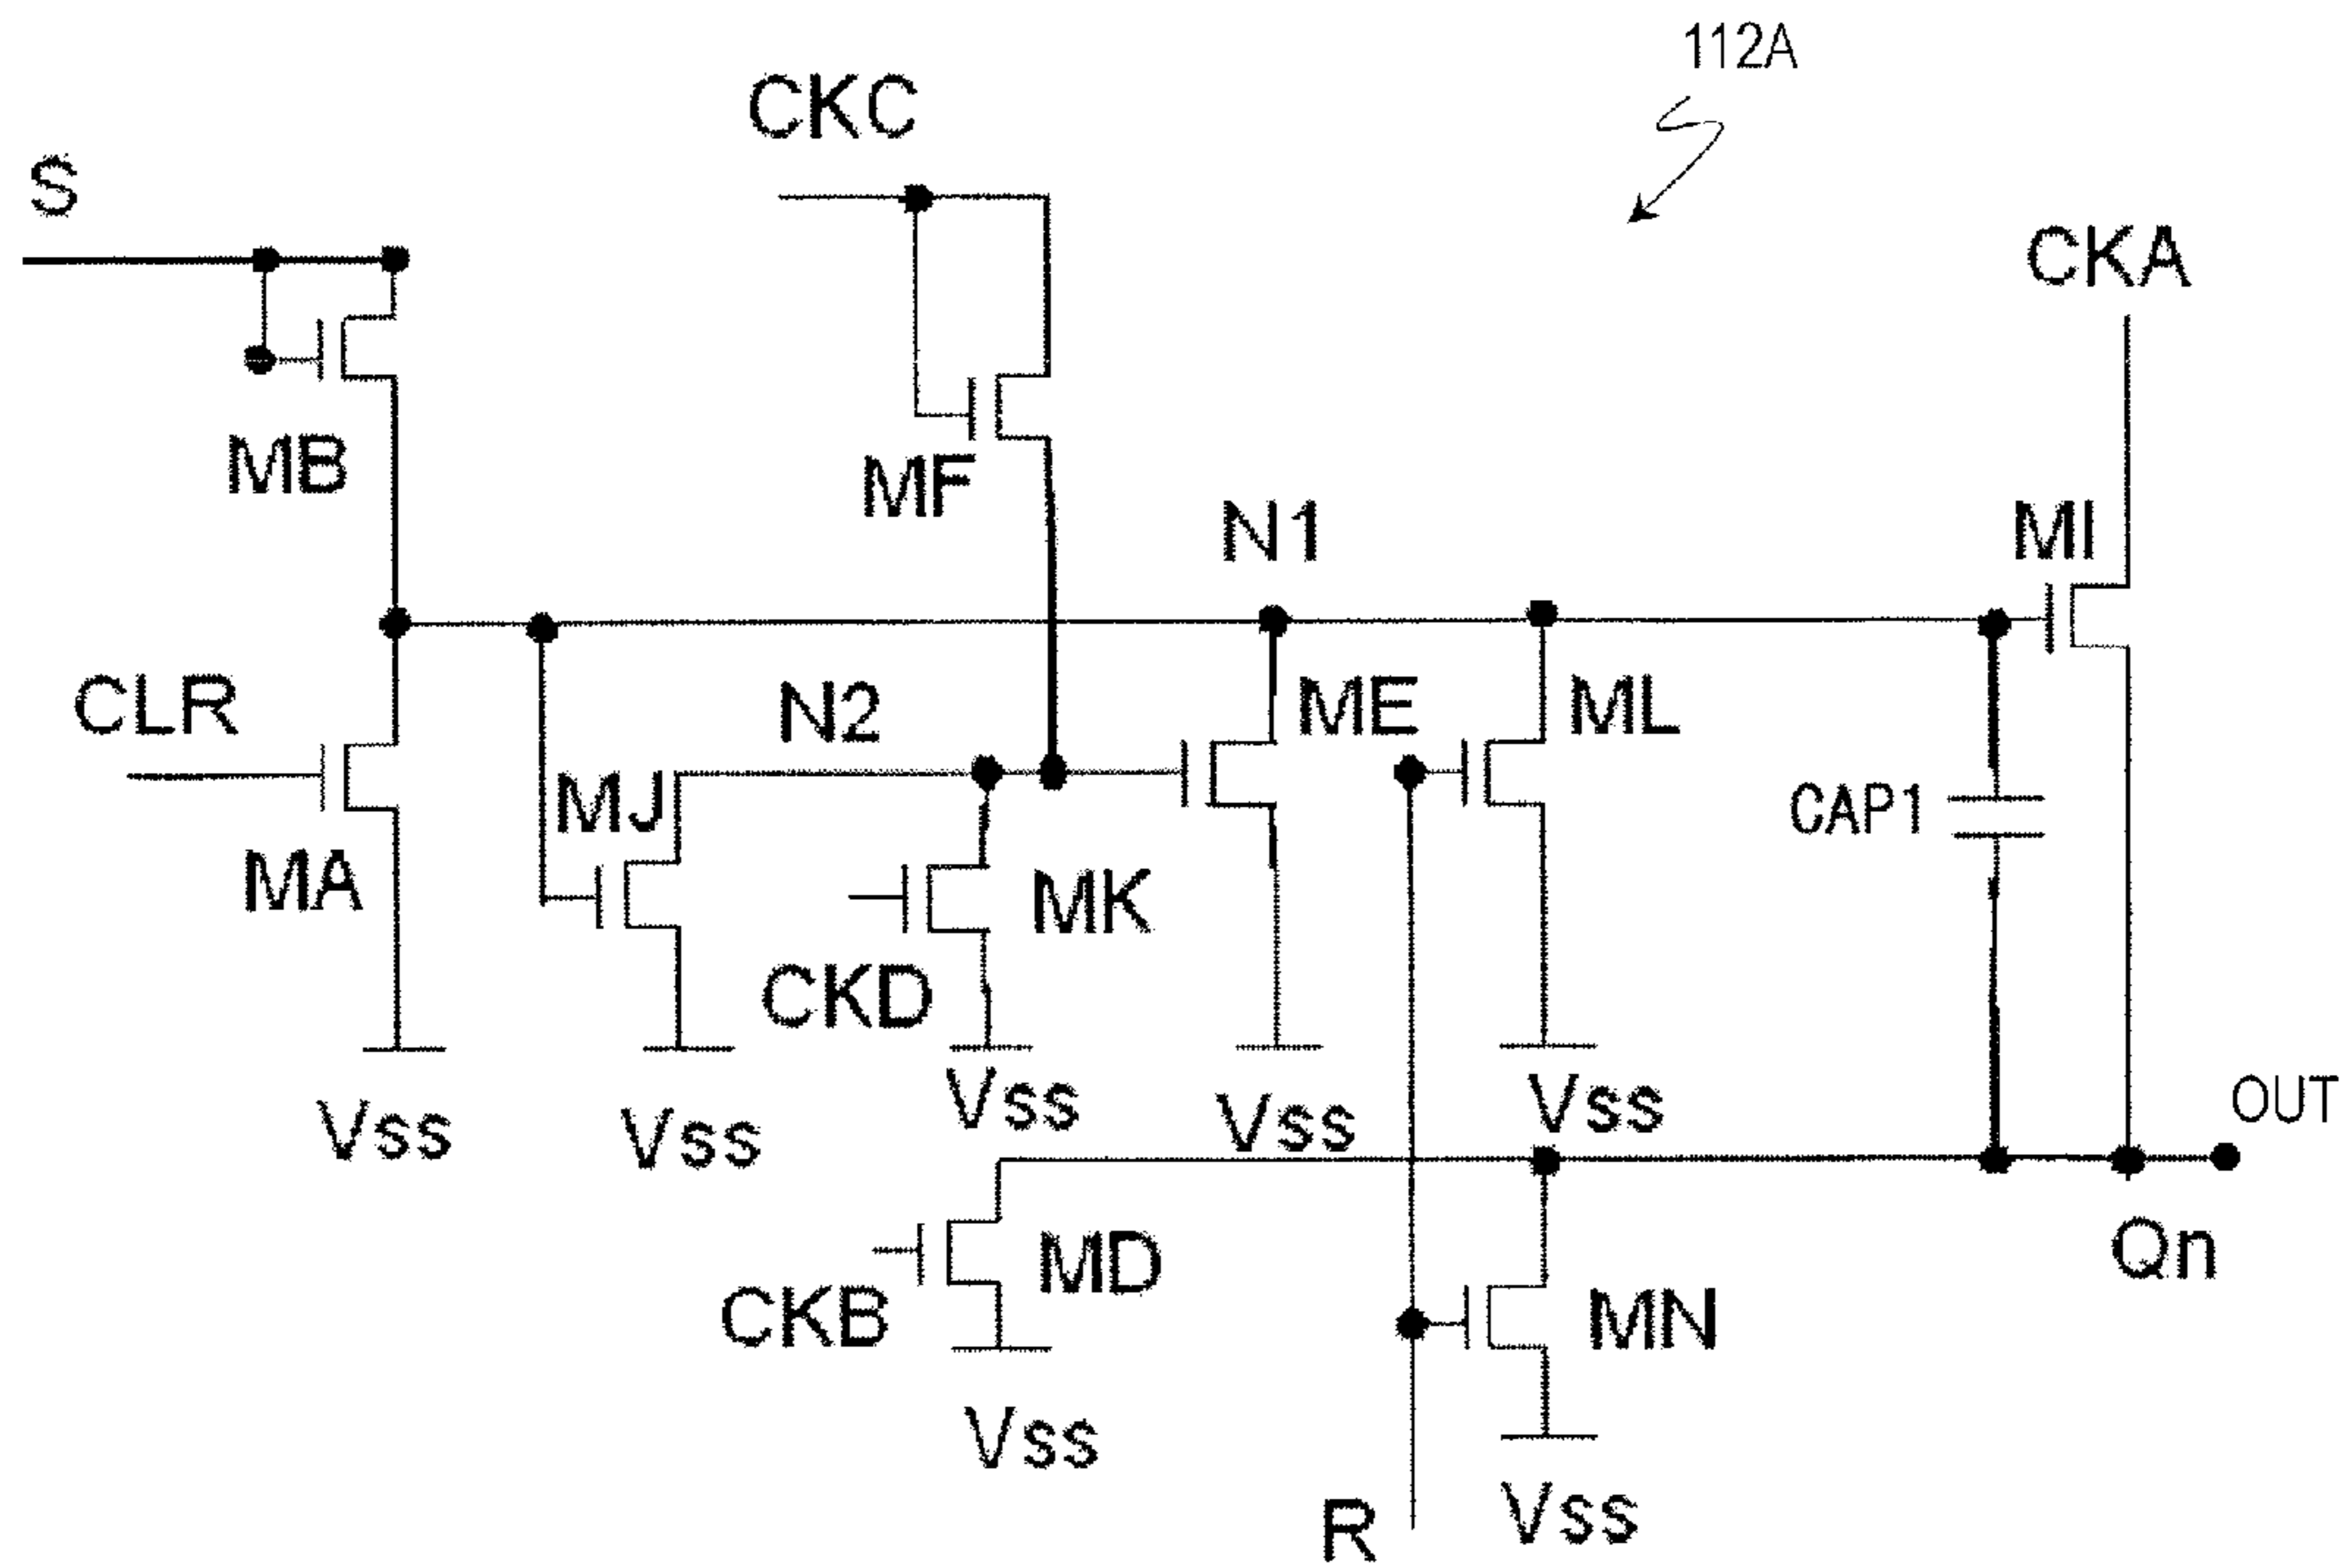 112A
CKC
S
CKA
MB
MF
N1
MI
CLR
N2
ME
ML
MJ
CAP1
MA
MK
CKD
Vss
Vss
Vss
Vss
Vss
OUT
MD
Qn
CKB
MN
Vss
R
Vss